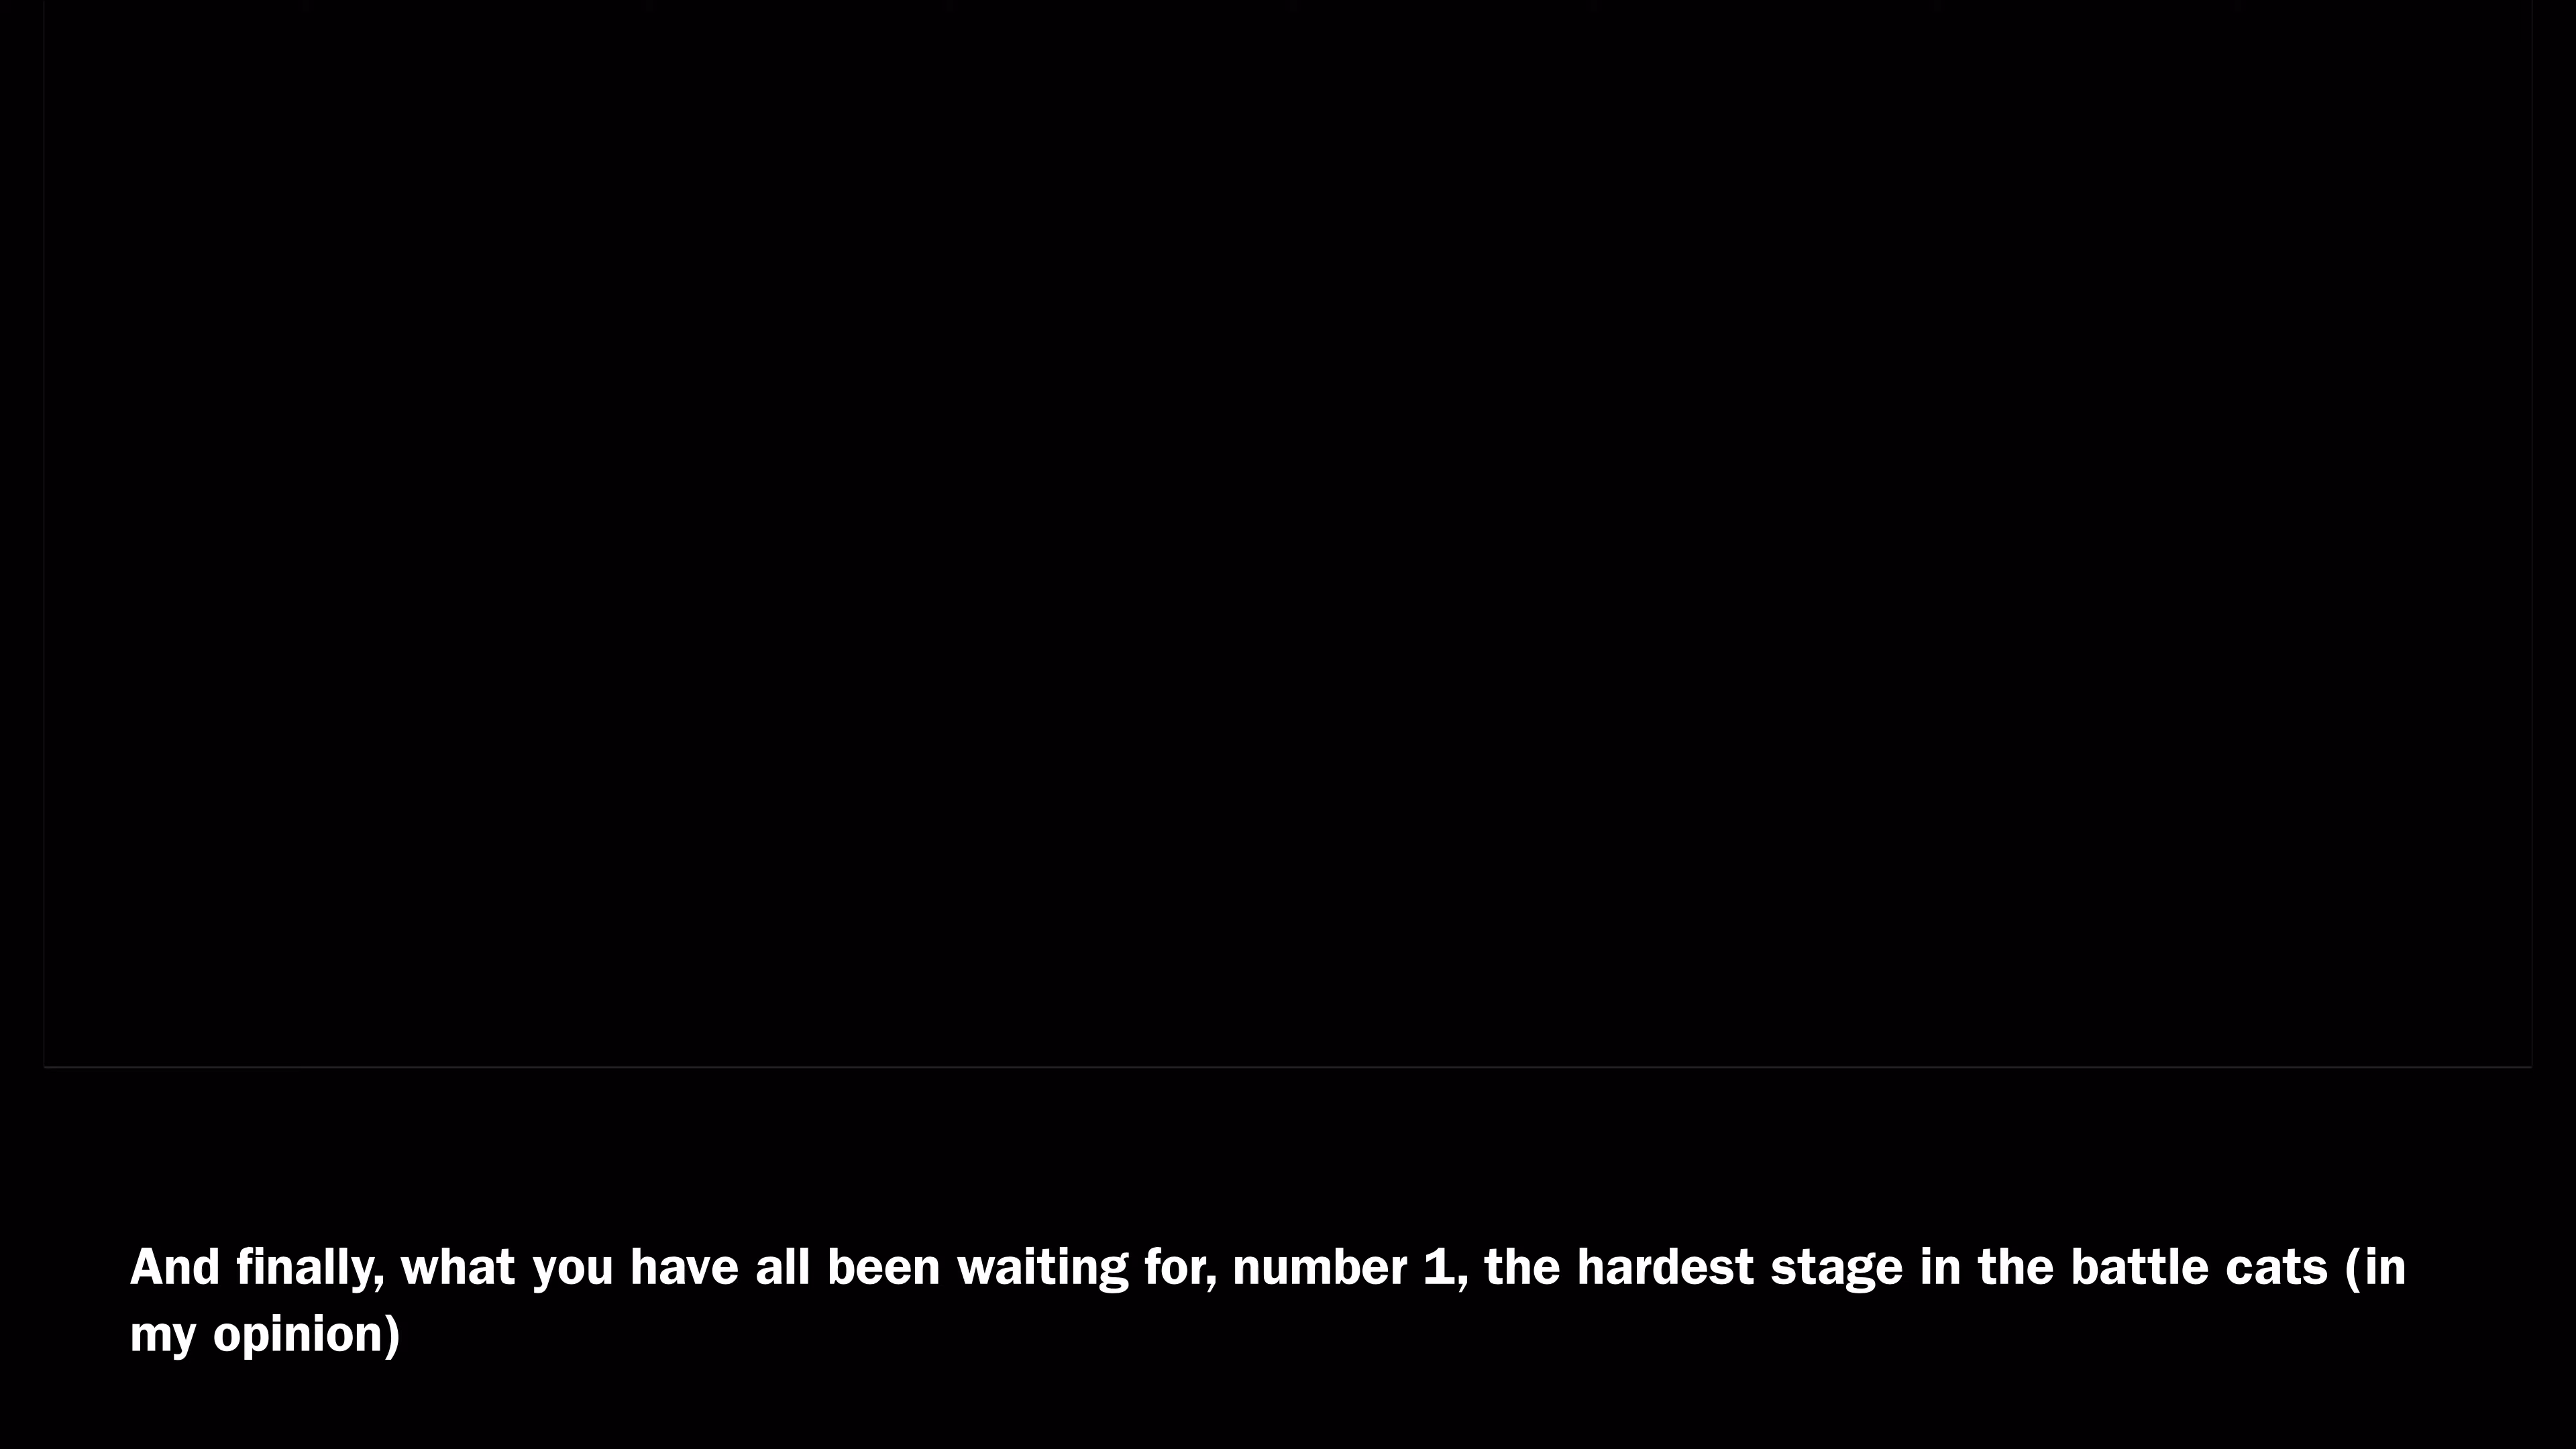 And finally, what you have all been waiting for, number 1, the hardest stage in the battle cats (in
my opinion)